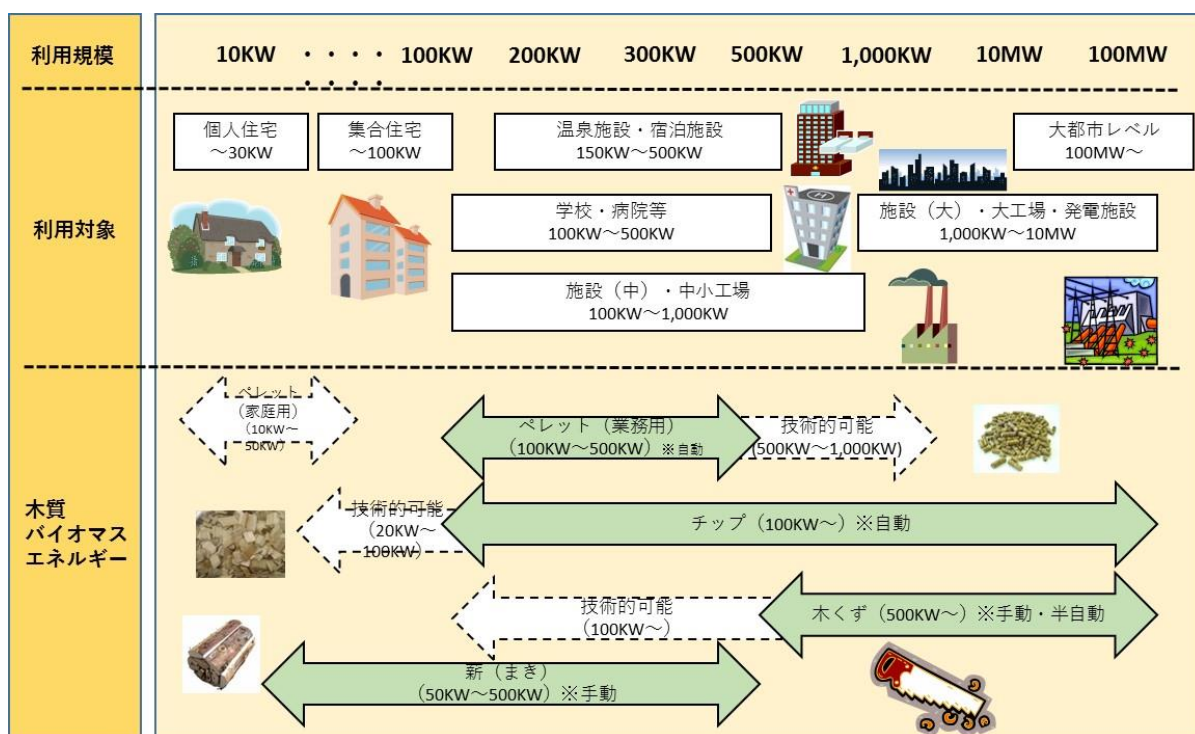 利用規模
10KW ・・・・ 100KW 200KW 300KW 500KW 1,000KW 10MW 100MW
・・・・
利用対象
個人住宅
～30KW
集合住宅
～100KW
温泉施設・宿泊施設
150KW～500KW
大都市レベル
100MW～
学校・病院等
100KW～500KW
施設（大）・大工場・発電施設
1,000KW～10MW
施設（中）・中小工場
100KW～1,000KW
木質
バイオマス
エネルギー
ペレット
（家庭用）
（10KW～
50KW）
ペレット（業務用）
（100KW～500KW）※自動
技術的可能
(500KW～1,000KW)
技術的可能
（20KW～
100KW）
チップ（100KW～）※自動
技術的可能
（100KW～）
木くず（500KW～）※手動・半自動
薪（まき）
（50KW～500KW）※手動
H